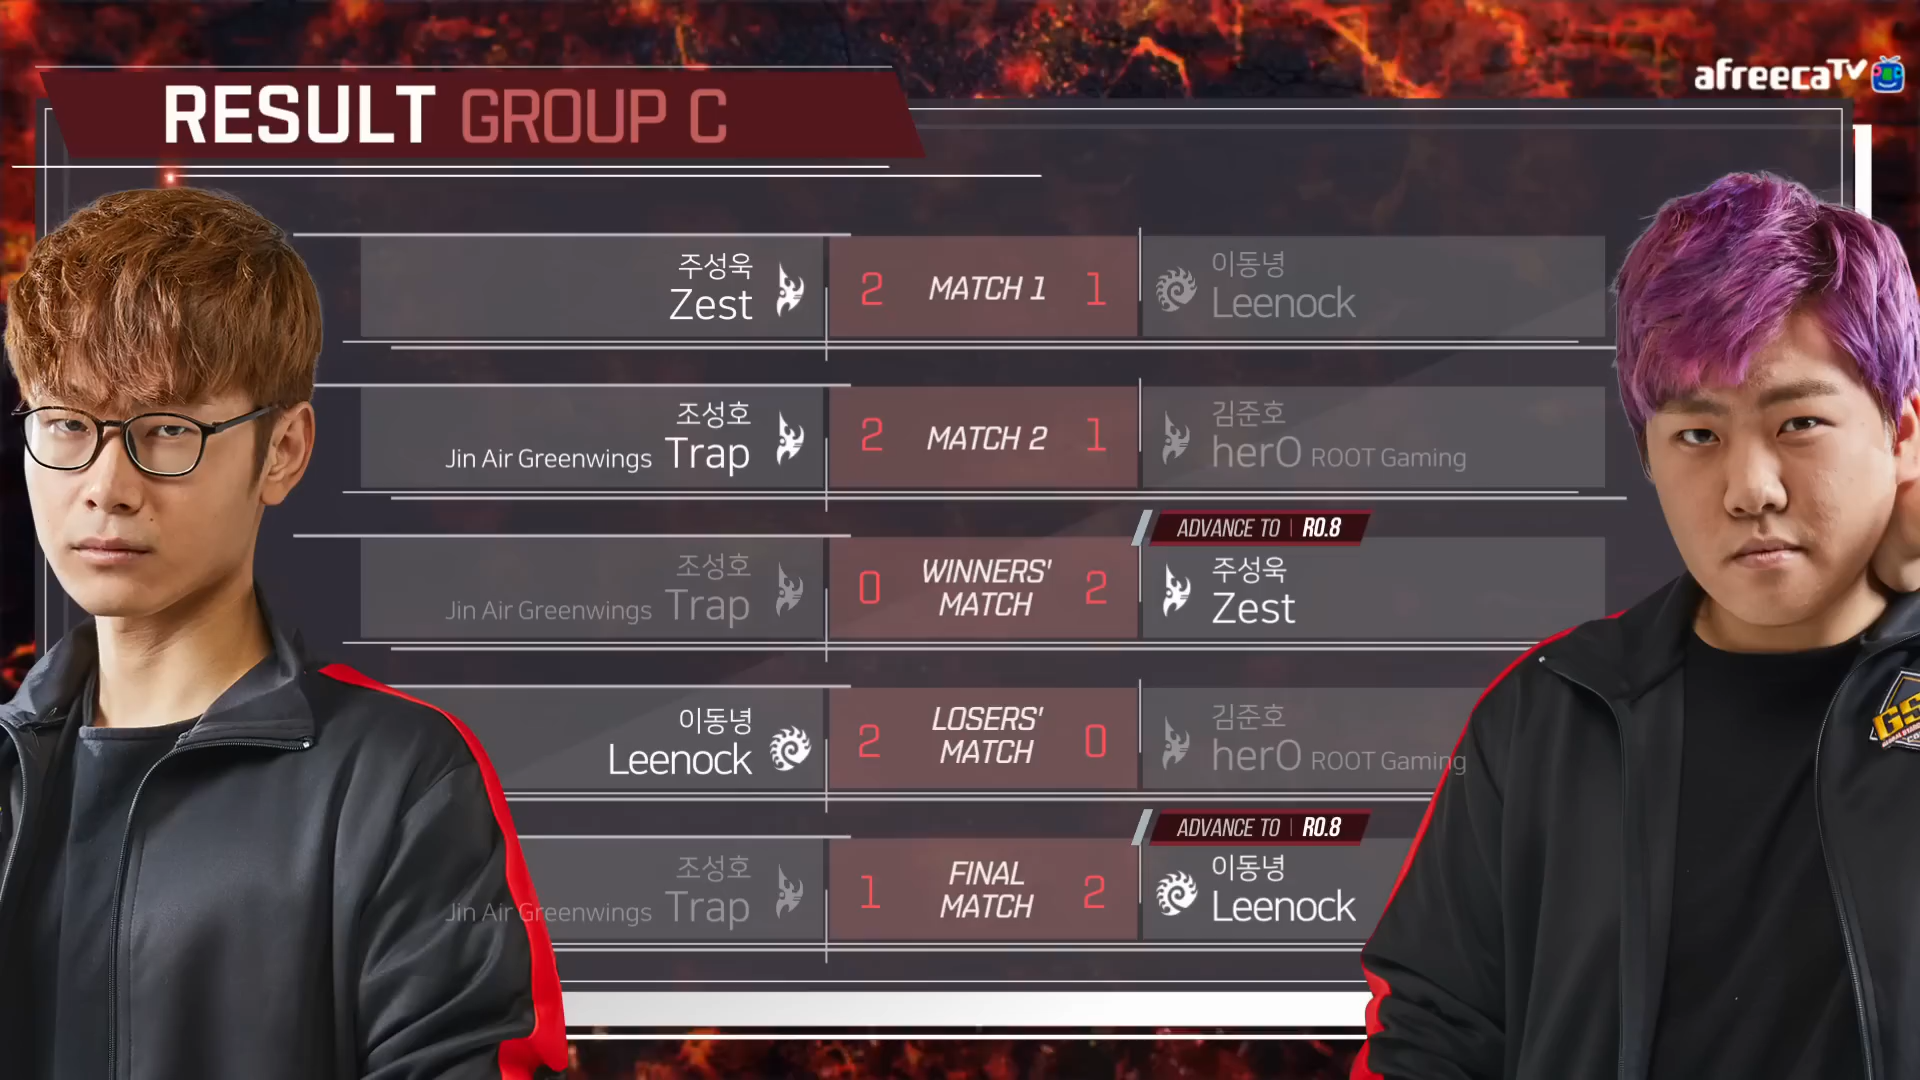 afreecaTV
RESULT GROUP C
주성욱
Zest
2 MATCH 1 1
이동녕
Leenock
조성호
Jin Air Greenwings Trap
2 MATCH 2 1
김준호
herO ROOT Gaming
ADVANCE TO | RO.8
조성호
Jin Air Greenwings Trap
0 WINNERS' MATCH 2
주성욱
Zest
이동녕
Leenock
2 LOSERS' MATCH 0
김준호
herO ROOT Gaming
ADVANCE TO | RO.8
조성호
Jin Air Greenwings Trap
1 FINAL MATCH 2
이동녕
Leenock